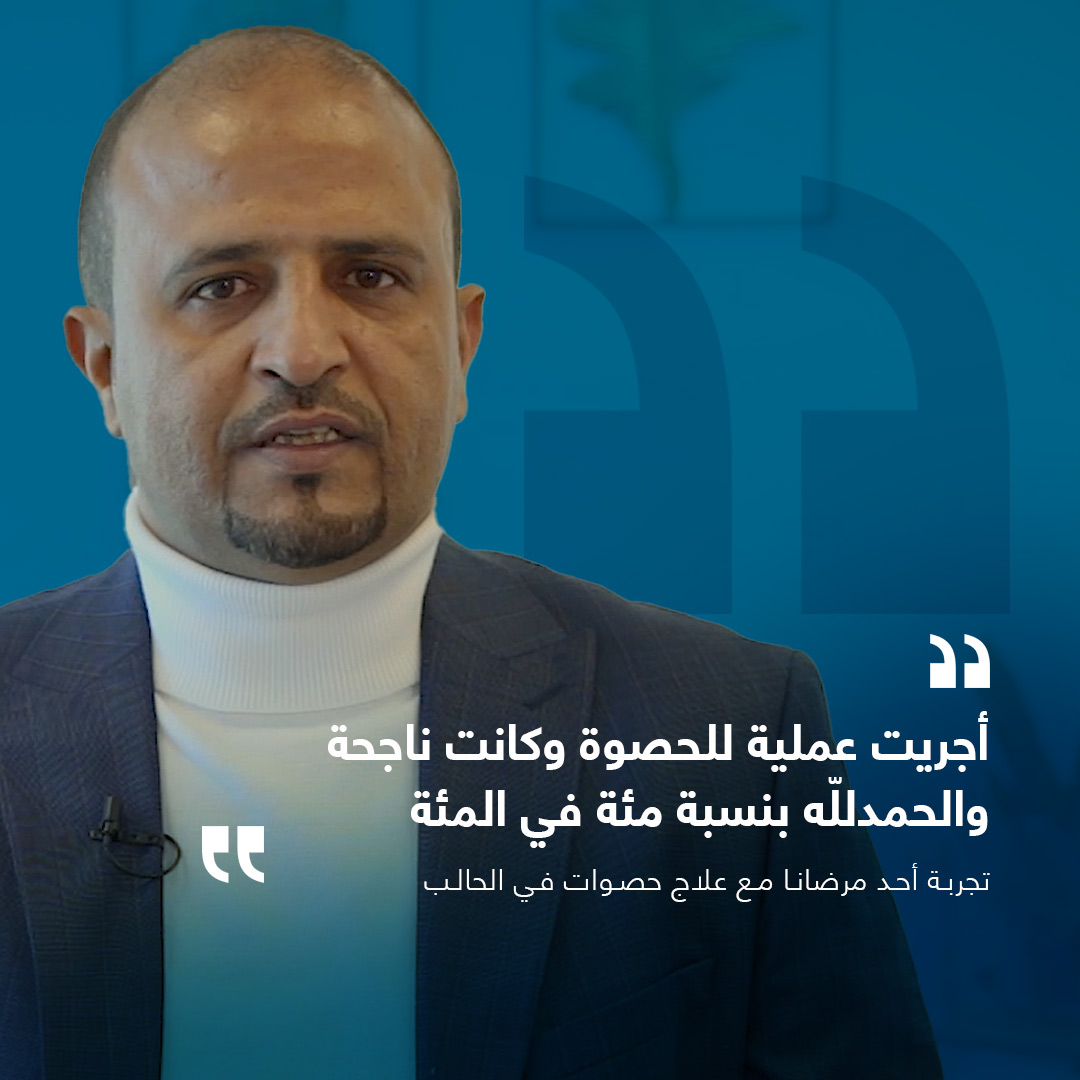 أجريت عملية للحصوة وكانت ناجحة
والحمدللّه بنسبة مئة في المئة
تجربة أحد مرضانا مع علاج حصوات في الحالب